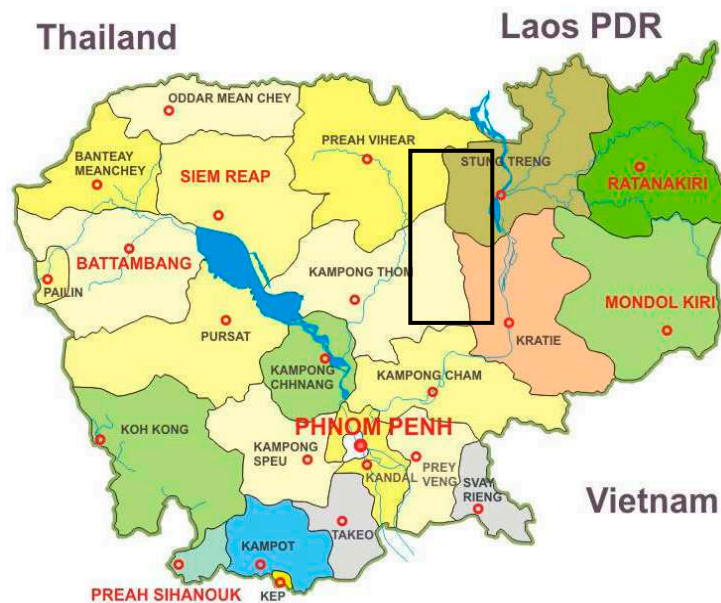 Thailand
Laos PDR
ODDAR MEAN CHEY
PREAH VIHEAR
BANTEAY
MEANCHEY
STUNG TRENG
SIEM REAP
RATANAKIRI
BATTAMBANG
PAILIN
KAMPONG THOM
MONDOL KIRI
PURSAT
KRATIE
KAMPONG
CHHNANG
KAMPONG CHAM
KOH KONG
PHNOM PENH
KAMPONG
SPEU
KANDAL
PREY
VENG
SVAY
RIENG
Vietnam
TAKEO
KAMPOT
PREAH SIHANOUK
KEP